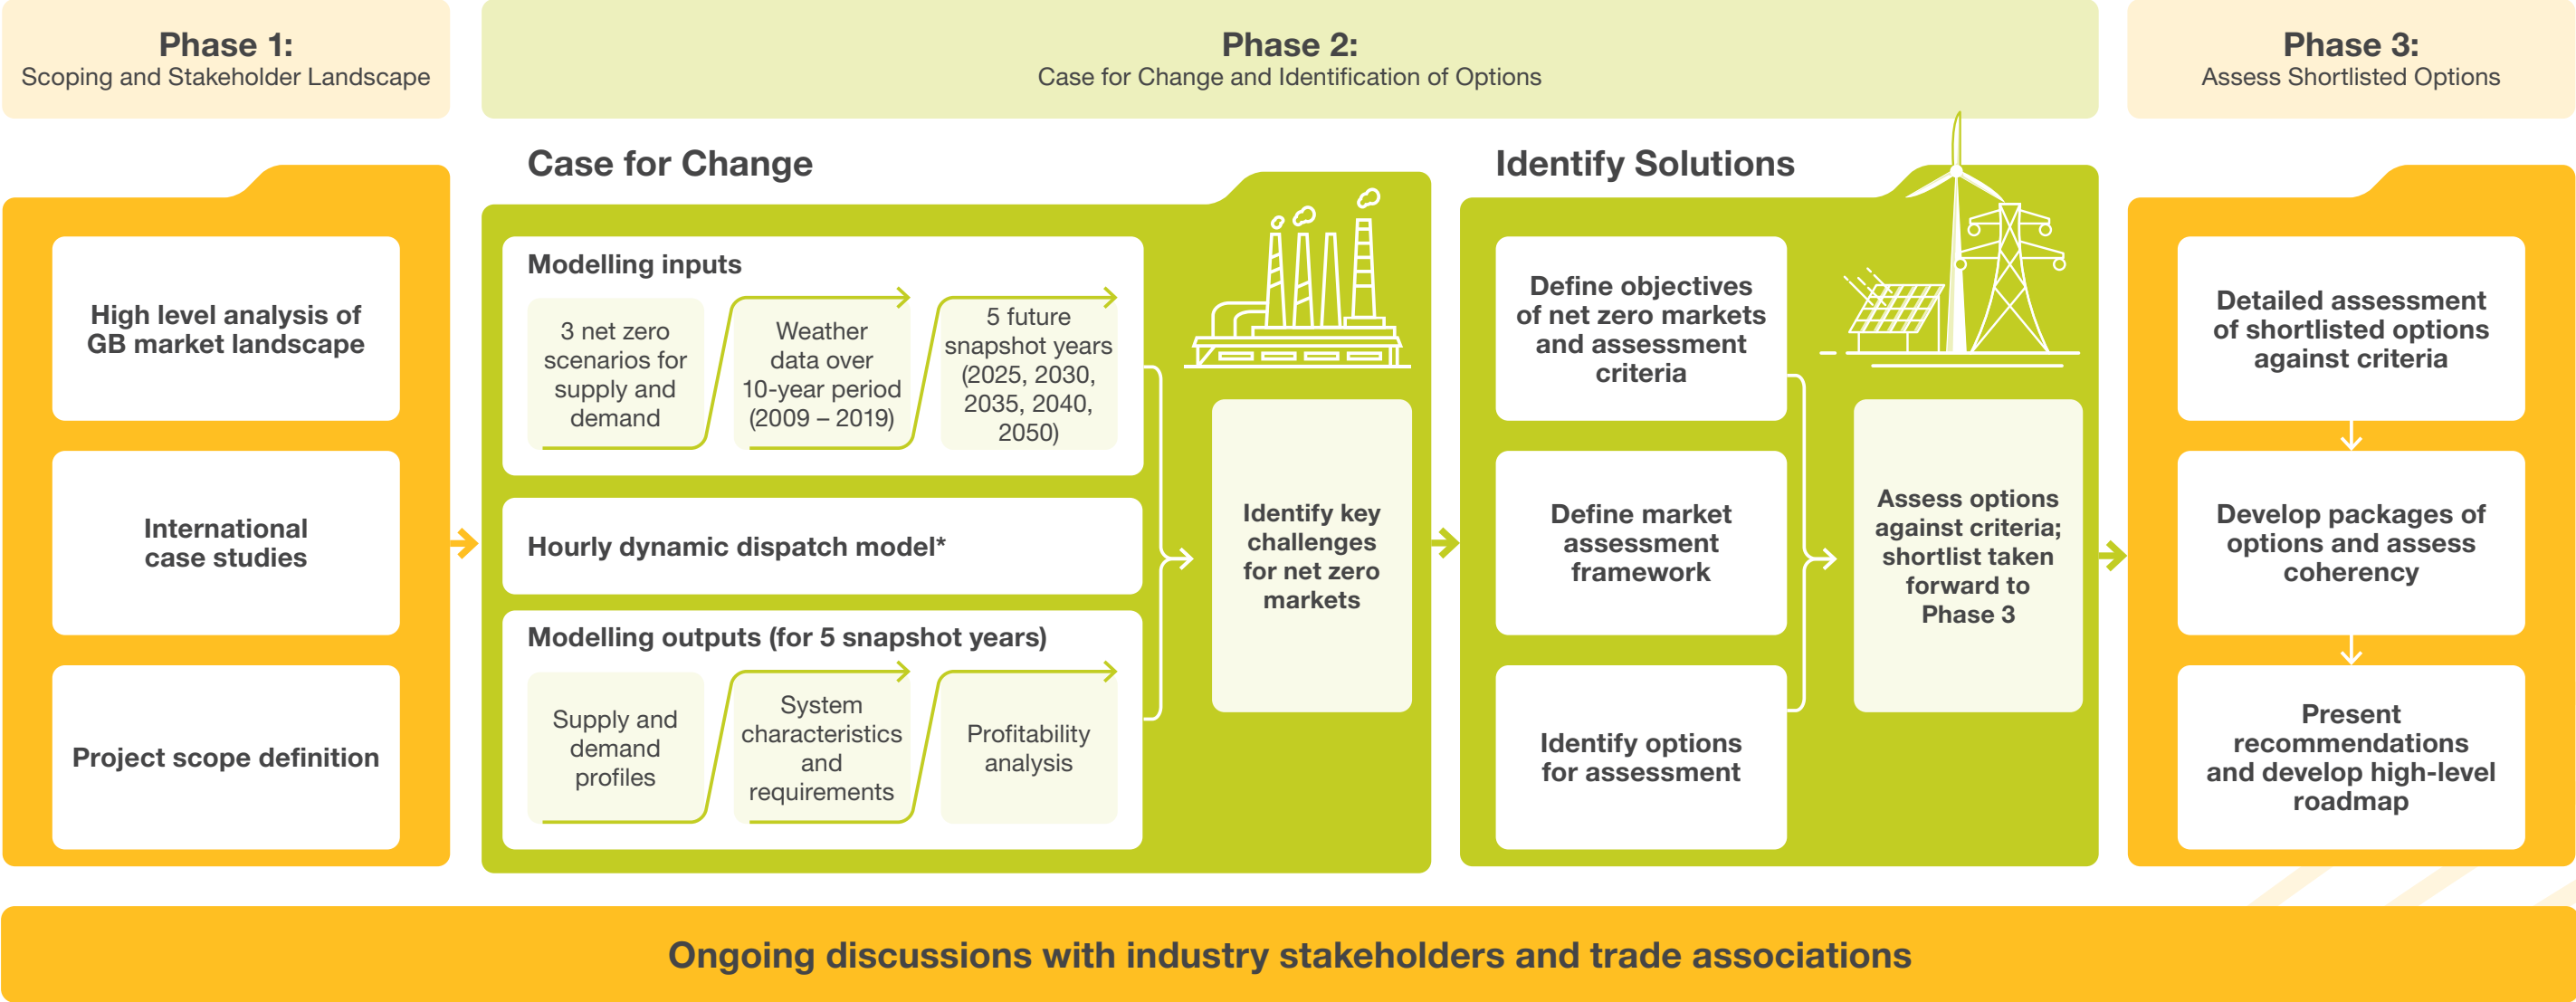 Phase 1:
Scoping and Stakeholder Landscape
High level analysis of
GB market landscape
International
case studies
Project scope definition
Phase 2:
Case for Change and Identification of Options
Case for Change
Modelling inputs
3 net zero
scenarios for
supply and
demand
Weather
data over
10-year period
(2009 – 2019)
5 future
snapshot years
(2025, 2030,
2035, 2040,
2050)
Hourly dynamic dispatch model*
Modelling outputs (for 5 snapshot years)
Supply and
demand
profiles
System
characteristics
and
requirements
Profitability
analysis
Identify key
challenges
for net zero
markets
Identify Solutions
Define objectives
of net zero markets
and assessment
criteria
Define market
assessment
framework
Identify options
for assessment
Assess options
against criteria;
shortlist taken
forward to
Phase 3
Phase 3:
Assess Shortlisted Options
Detailed assessment
of shortlisted options
against criteria
Develop packages of
options and assess
coherency
Present
recommendations
and develop high-level
roadmap
Ongoing discussions with industry stakeholders and trade associations